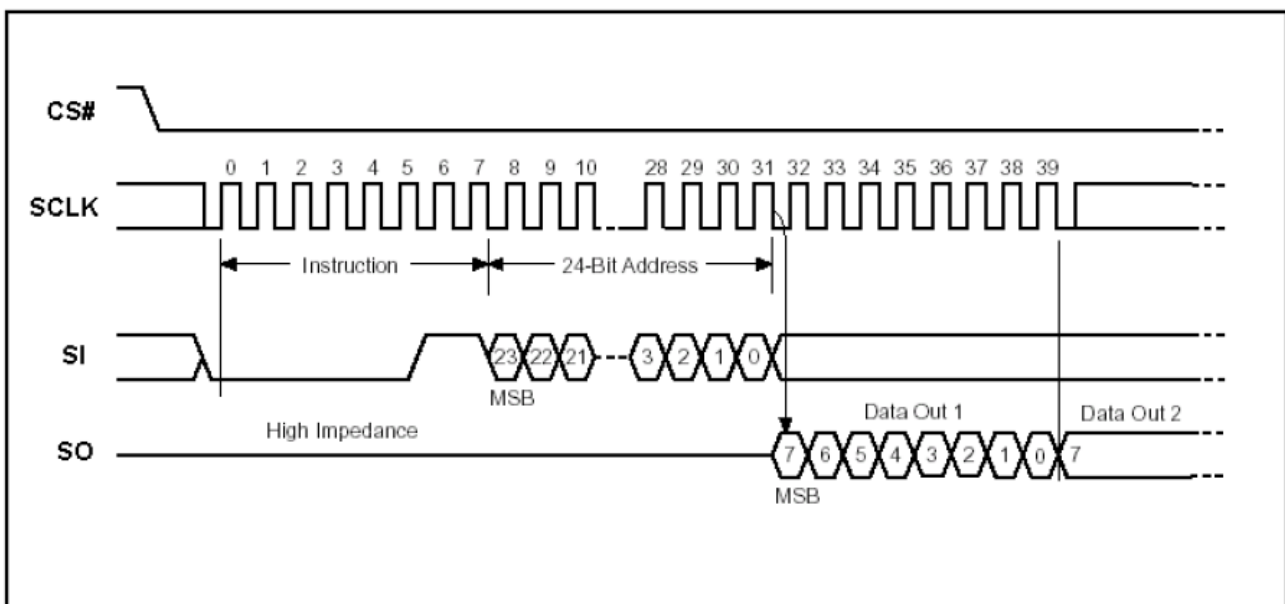 CS#
0 1 2 3 4 5 6 7 8 9 10 28 29 30 31 32 33 34 35 36 37 38 39
SCLK
Instruction 24-Bit Address
SI 23 22 21 3 2 1 0
MSB
Data Out 1 Data Out 2
High Impedance
SO 7 6 5 4 3 2 1 0 7
MSB